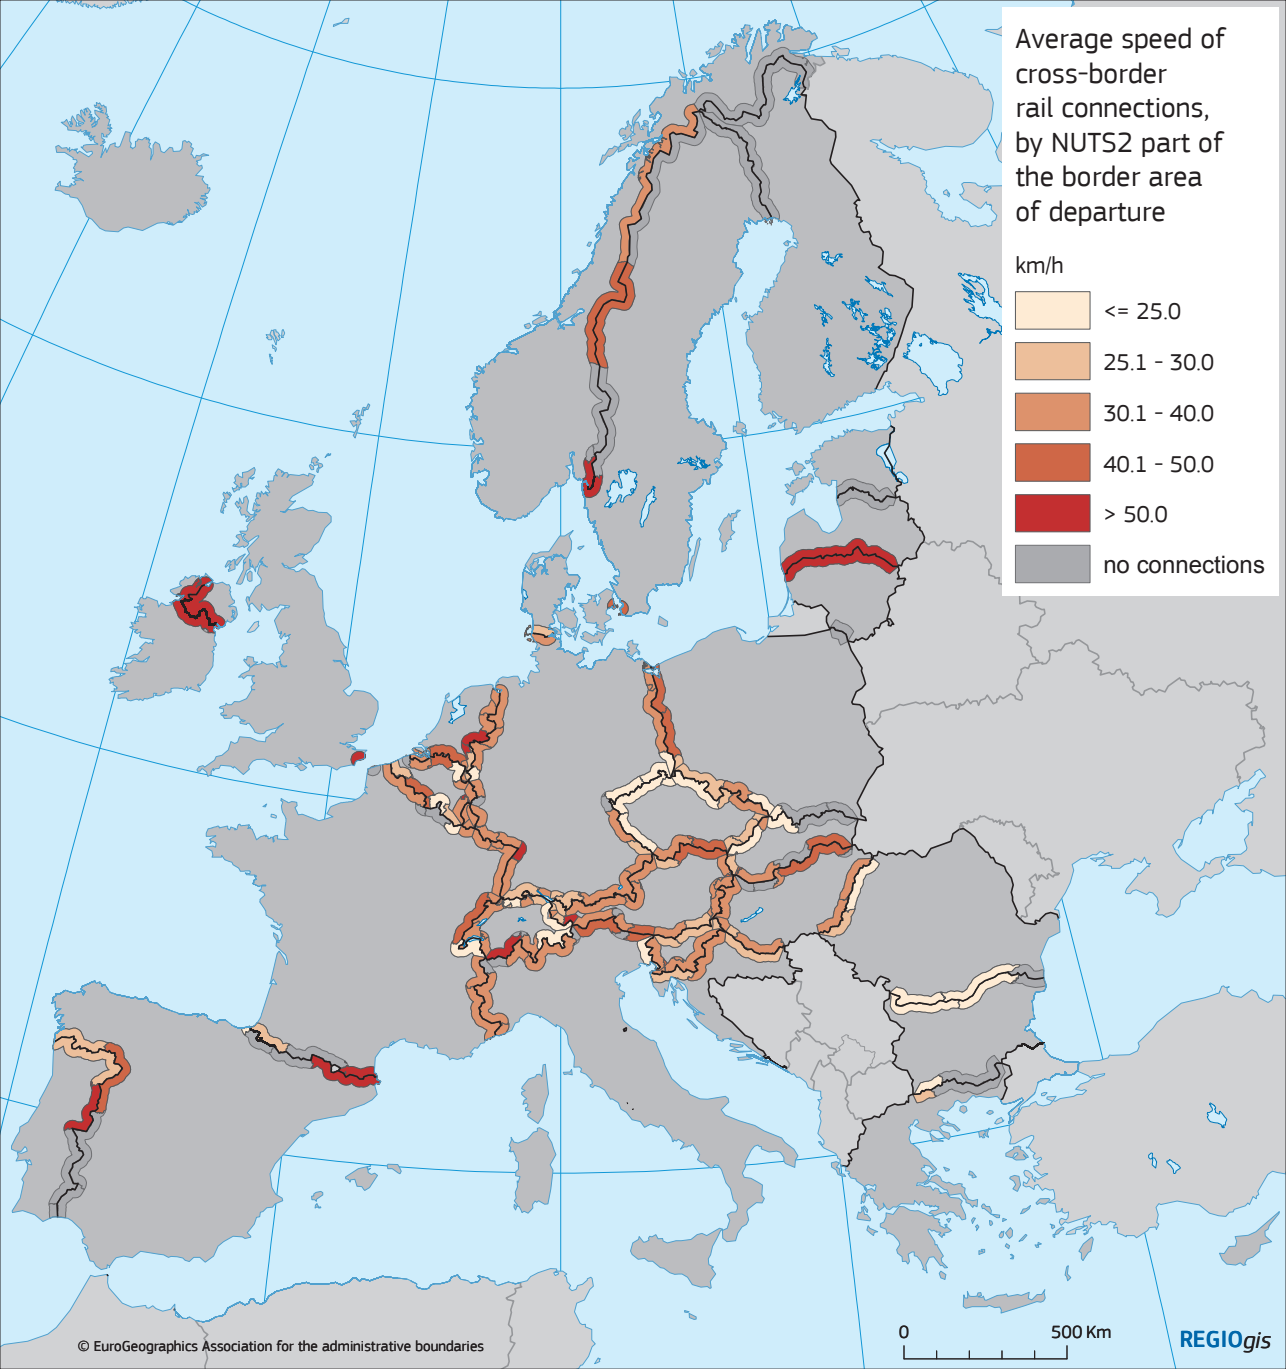 Average speed of
cross-border
rail connections,
by NUTS2 part of
the border area
of departure
km/h
<= 25.0
25.1 - 30.0
30.1 - 40.0
40.1 - 50.0
> 50.0
no connections
0 500 Km
REGIOgis
© EuroGeographics Association for the administrative boundaries